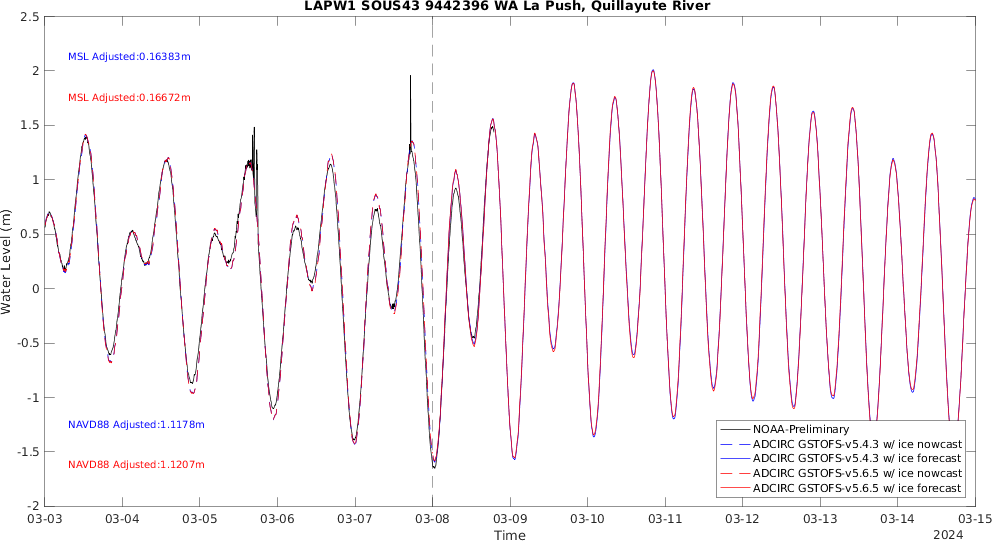 LAPW1 SOUS43 9442396 WA La Push, Quillayute River
2.5
2
1.5
1
0.5
0
-0.5
-1
-1.5
-2
Water Level (m)
MSL Adjusted:0.16383m
MSL Adjusted:0.16672m
NAVD88 Adjusted:1.1178m
NAVD88 Adjusted:1.1207m
NOAA-Preliminary
ADCIRC GSTOFS-v5.4.3 w/ ice nowcast
ADCIRC GSTOFS-v5.4.3 w/ ice forecast
ADCIRC GSTOFS-v5.6.5 w/ ice nowcast
ADCIRC GSTOFS-v5.6.5 w/ ice forecast
03-03 03-04 03-05 03-06 03-07 03-08 03-09 03-10 03-11 03-12 03-13 03-14 03-15
Time
2024